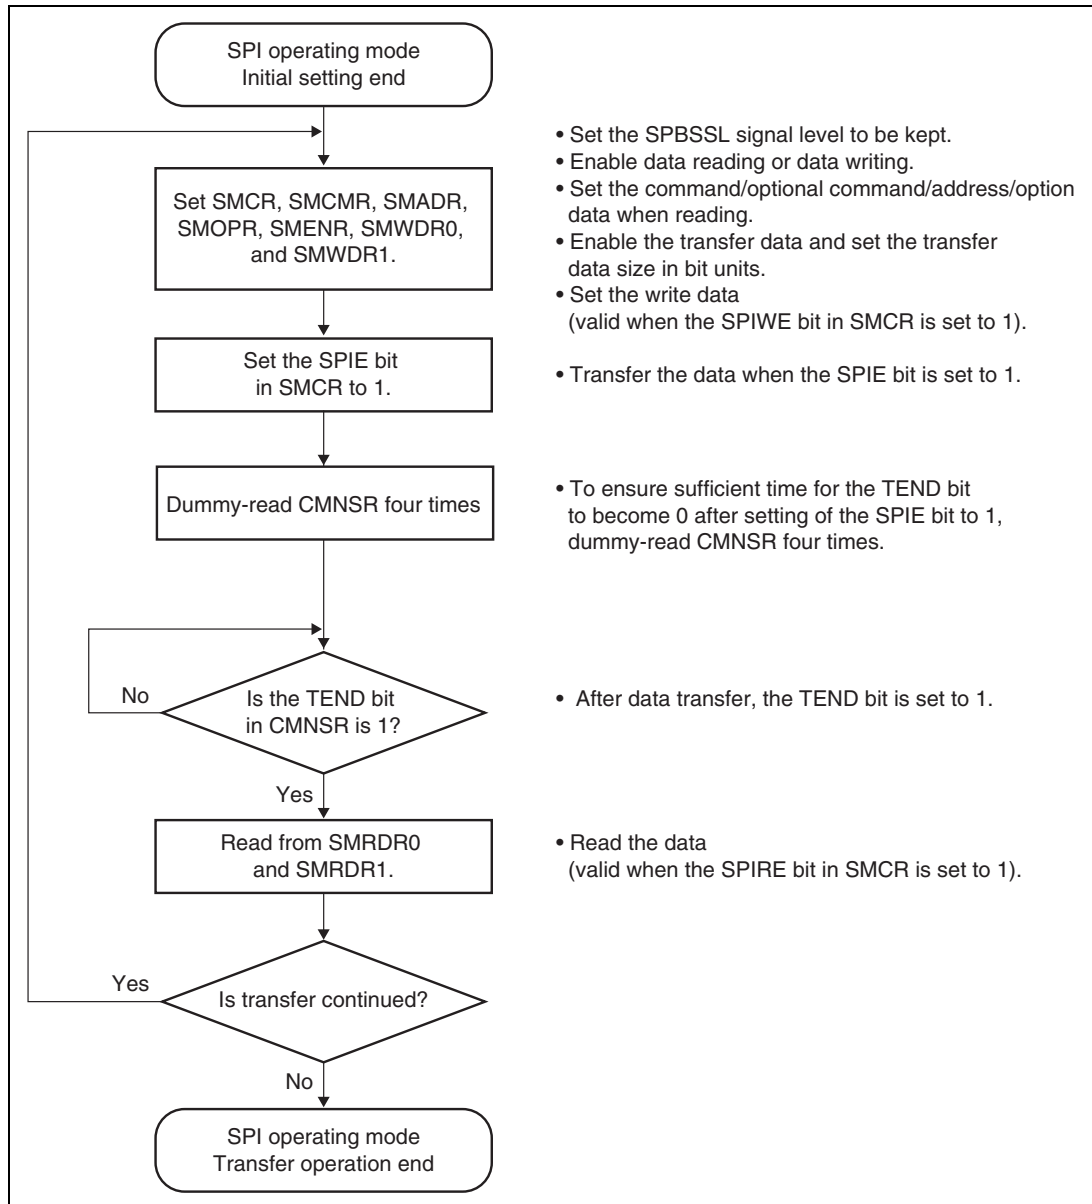 SPI operating mode
Initial setting end
Set SMCR, SMCMR, SMADR,
SMOPR, SMENR, SMWDR0,
and SMWDR1.
• Set the SPBSSL signal level to be kept.
• Enable data reading or data writing.
• Set the command/optional command/address/option
data when reading.
• Enable the transfer data and set the transfer
data size in bit units.
• Set the write data
(valid when the SPIWE bit in SMCR is set to 1).
Set the SPIE bit
in SMCR to 1.
• Transfer the data when the SPIE bit is set to 1.
Dummy-read CMNSR four times
• To ensure sufficient time for the TEND bit
to become 0 after setting of the SPIE bit to 1,
dummy-read CMNSR four times.
No
Is the TEND bit
in CMNSR is 1?
• After data transfer, the TEND bit is set to 1.
Yes
Read from SMRDR0
and SMRDR1.
• Read the data
(valid when the SPIRE bit in SMCR is set to 1).
Yes
Is transfer continued?
No
SPI operating mode
Transfer operation end